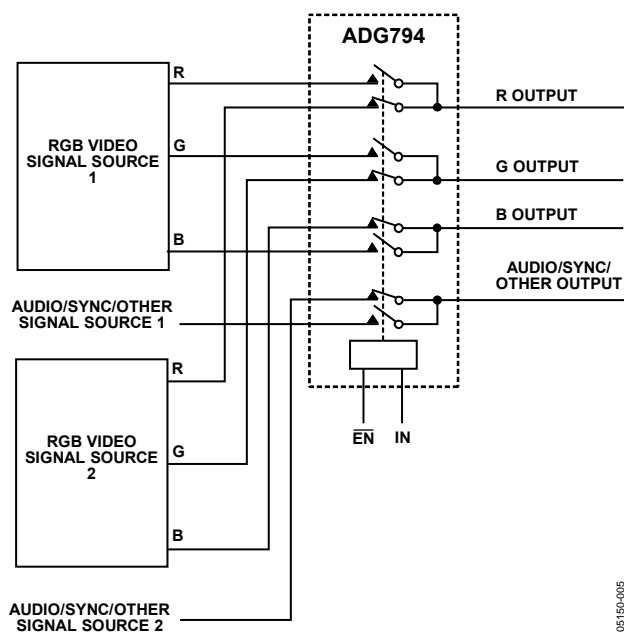 ADG794
R
R OUTPUT
RGB VIDEO
SIGNAL SOURCE
1
G
G OUTPUT
B OUTPUT
B
AUDIO/SYNC/
OTHER OUTPUT
AUDIO/SYNC/OTHER
SIGNAL SOURCE 1
R
EN IN
RGB VIDEO
SIGNAL SOURCE
2
G
B
AUDIO/SYNC/OTHER
SIGNAL SOURCE 2
05150-005